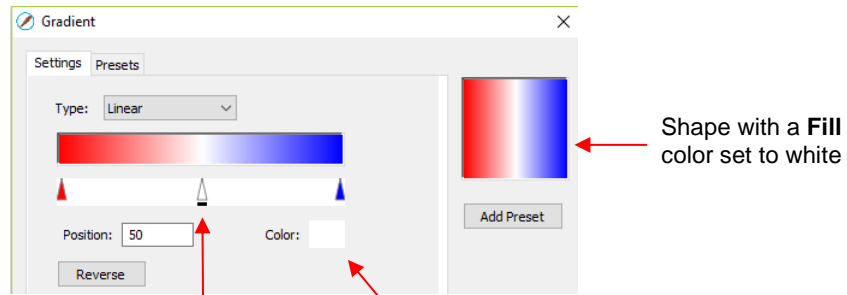 Gradient
Settings Presets
Type: Linear
Shape with a Fill
color set to white
Position: 50 Color:
Add Preset
Reverse